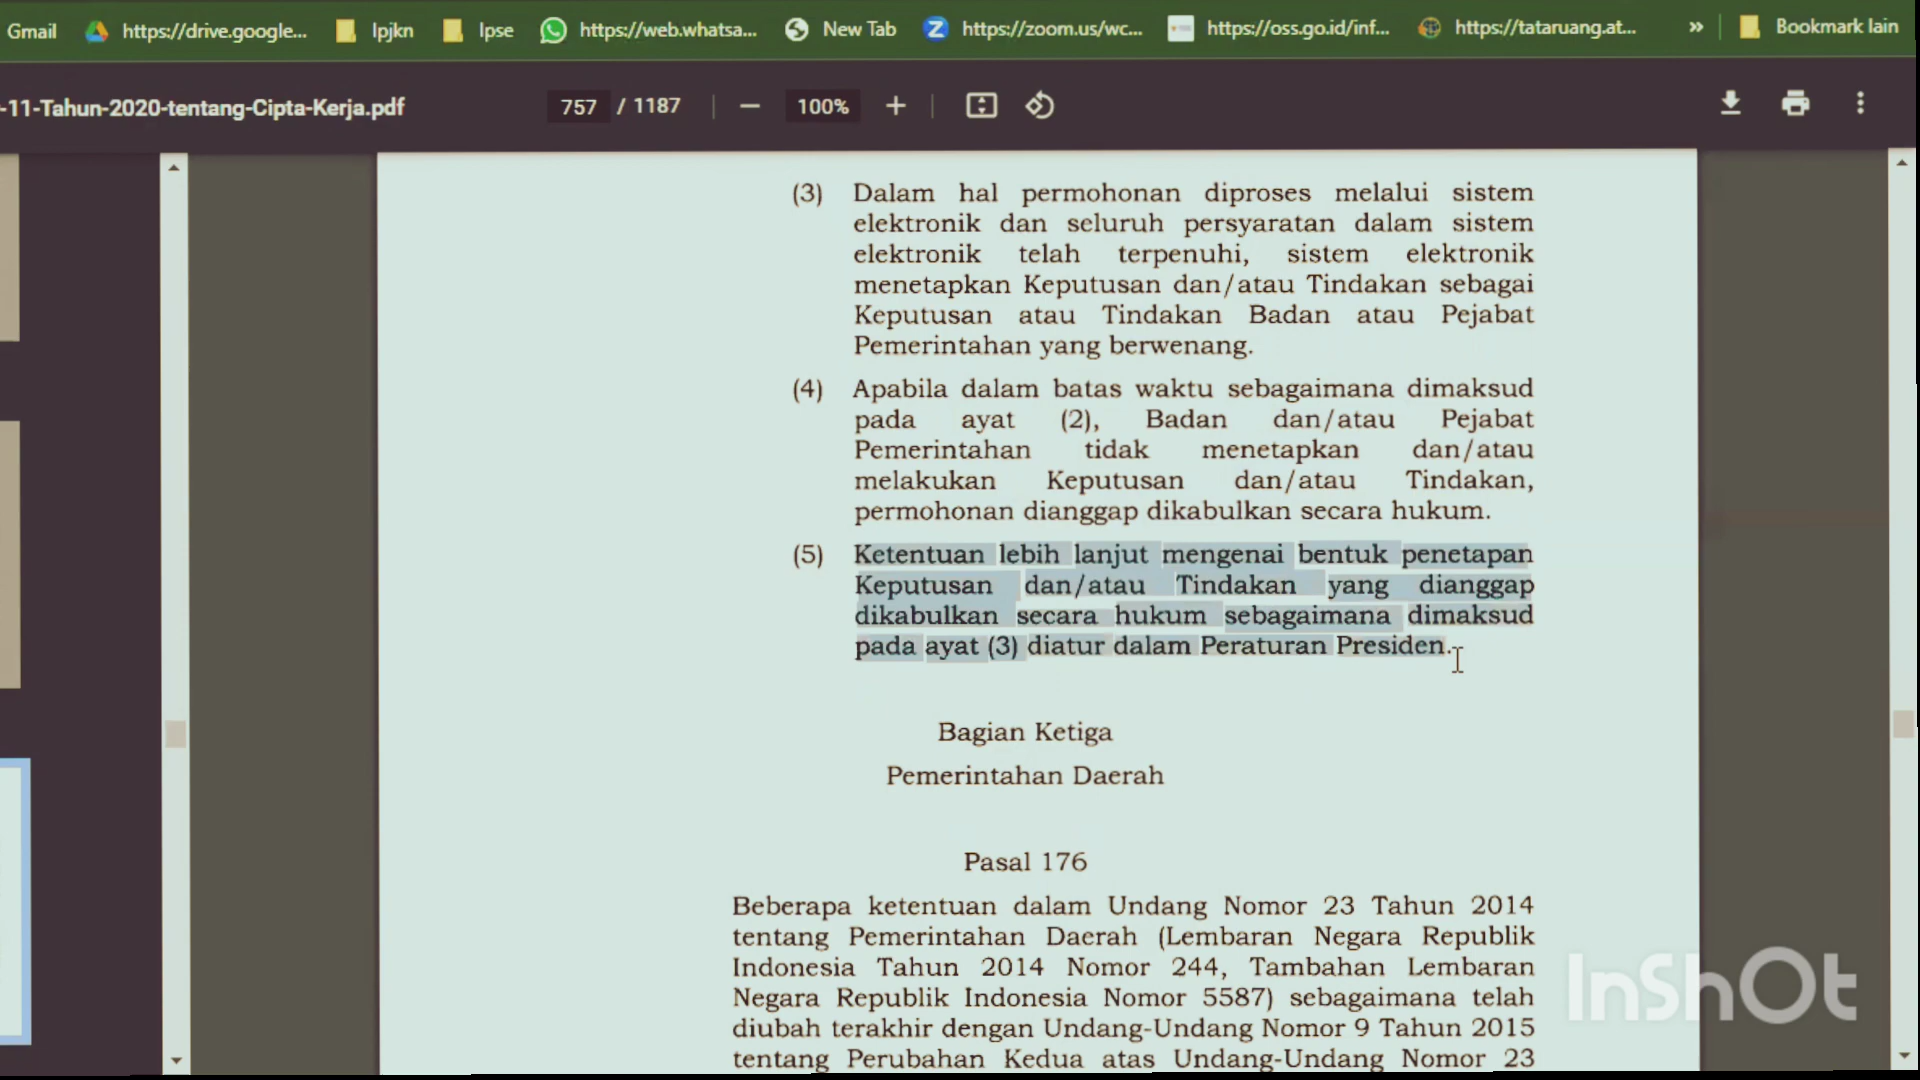 Gmail https://drive.google... lpjkn lpse https://web.whatsa... New Tab https://zoom.us/wc... https://oss.go.id/inf... https://tataruang.at... » Bookmark lain
-11-Tahun-2020-tentang-Cipta-Kerja.pdf 757 / 1187 100%
(3) Dalam hal permohonan diproses melalui sistem
elektronik dan seluruh persyaratan dalam sistem
elektronik telah terpenuhi, sistem elektronik
menetapkan Keputusan dan/atau Tindakan sebagai
Keputusan atau Tindakan Badan atau Pejabat
Pemerintahan yang berwenang.
(4) Apabila dalam batas waktu sebagaimana dimaksud
pada ayat (2), Badan dan/atau Pejabat
Pemerintahan tidak menetapkan dan/atau
melakukan Keputusan dan/atau Tindakan,
permohonan dianggap dikabulkan secara hukum.
(5) Ketentuan lebih lanjut mengenai bentuk penetapan
Keputusan dan/atau Tindakan yang dianggap
dikabulkan secara hukum sebagaimana dimaksud
pada ayat (3) diatur dalam Peraturan Presiden.
Bagian Ketiga
Pemerintahan Daerah
Pasal 176
Beberapa ketentuan dalam Undang Nomor 23 Tahun 2014
tentang Pemerintahan Daerah (Lembaran Negara Republik
Indonesia Tahun 2014 Nomor 244, Tambahan Lembaran
Negara Republik Indonesia Nomor 5587) sebagaimana telah
diubah terakhir dengan Undang-Undang Nomor 9 Tahun 2015
tentang Perubahan Kedua atas Undang-Undang Nomor 23
InShOt